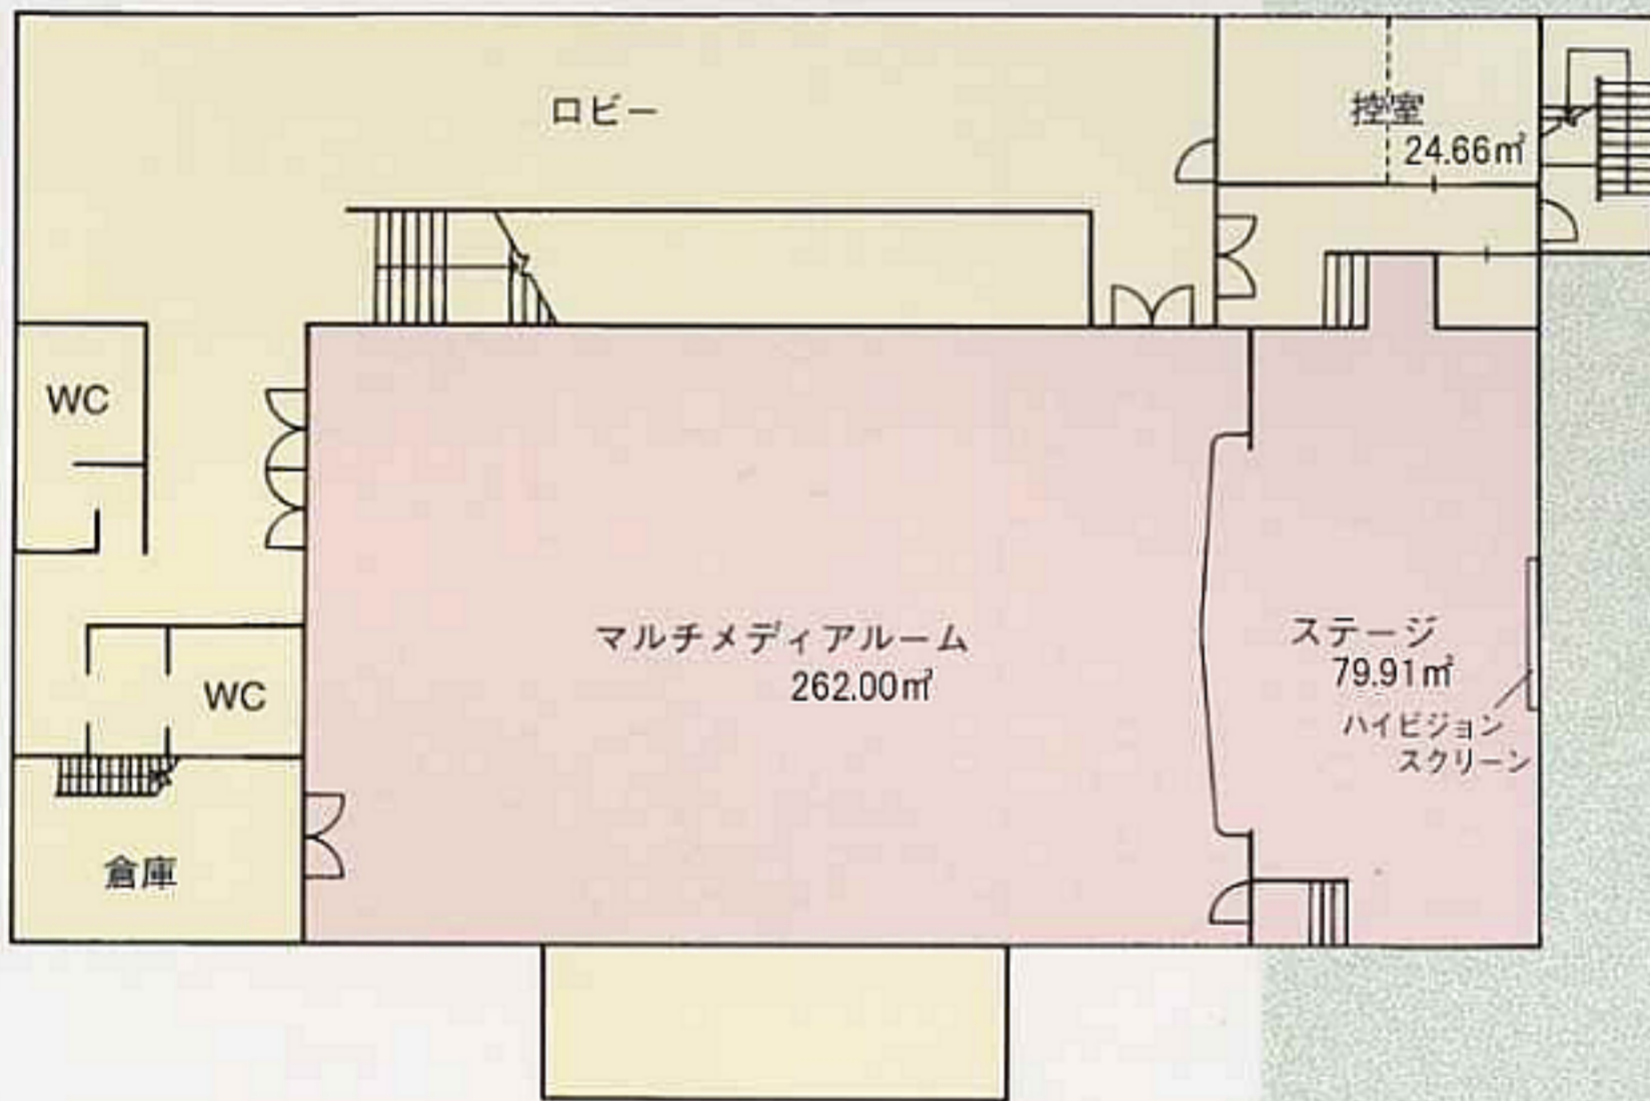 ロビー
控室
24.66㎡
WC
マルチメディアルーム
262.00㎡
ステージ
79.91㎡
ハイビジョン
スクリーン
WC
倉庫